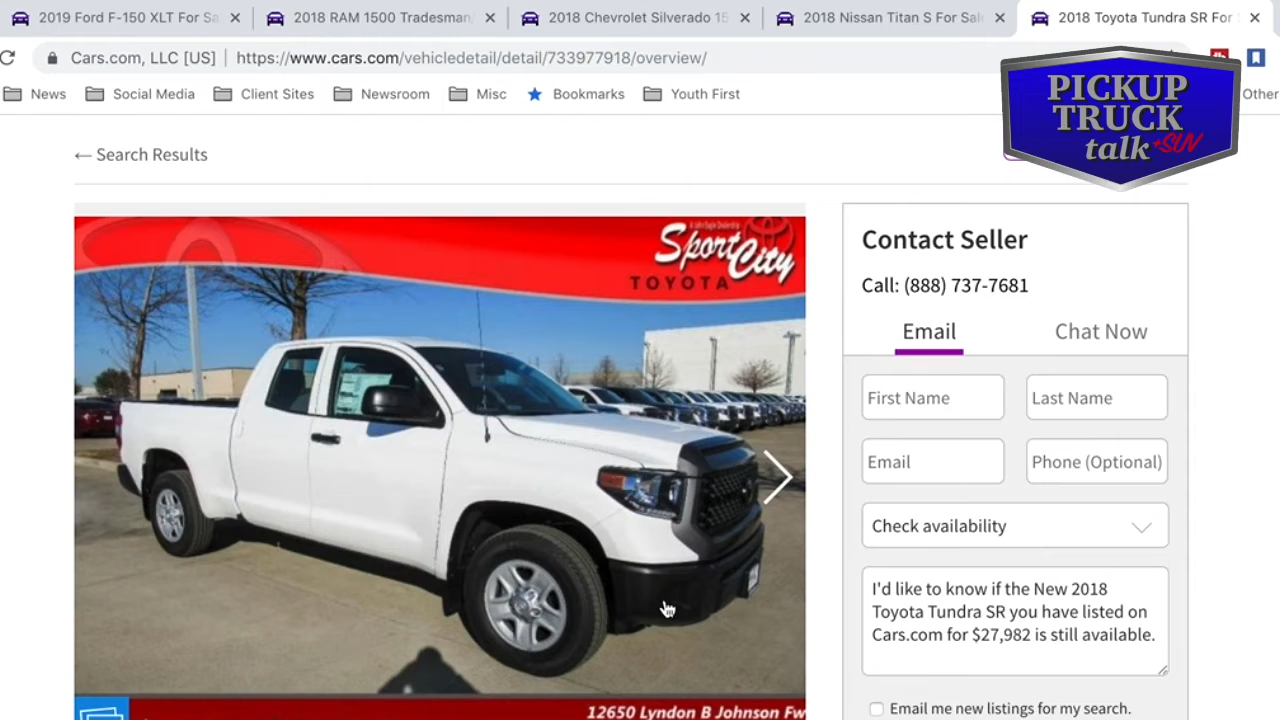 2019 Ford F-150 XLT For Sa
2018 RAM 1500 Tradesman
2018 Chevrolet Silverado 15
2018 Nissan Titan S For Sale
2018 Toyota Tundra SR For
Cars.com, LLC [US] | https://www.cars.com/vehicledetail/detail/733977918/overview/
News
Social Media
Client Sites
Newsroom
Misc
Bookmarks
Youth First
Other
PICKUP
TRUCK
talk +SUV
← Search Results
Sport City
TOYOTA
12650 Lyndon B Johnson Fw
Contact Seller
Call: (888) 737-7681
Email
Chat Now
First Name
Last Name
Email
Phone (Optional)
Check availability
I'd like to know if the New 2018
Toyota Tundra SR you have listed on
Cars.com for $27,982 is still available.
Email me new listings for my search.